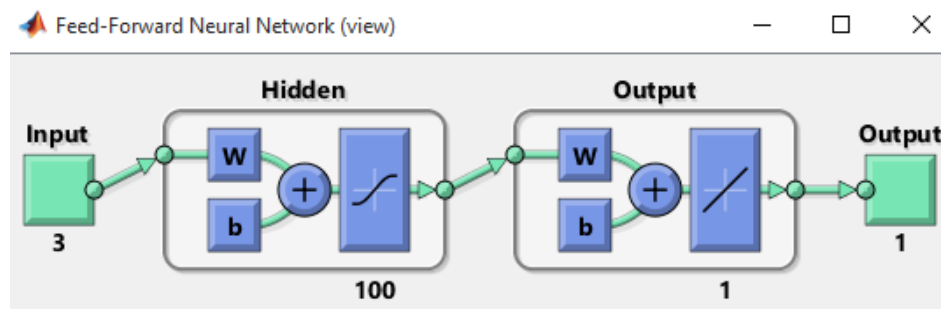 Feed-Forward Neural Network (view)
Hidden
Output
Input
Output
W
W
b
b
3
1
100
1